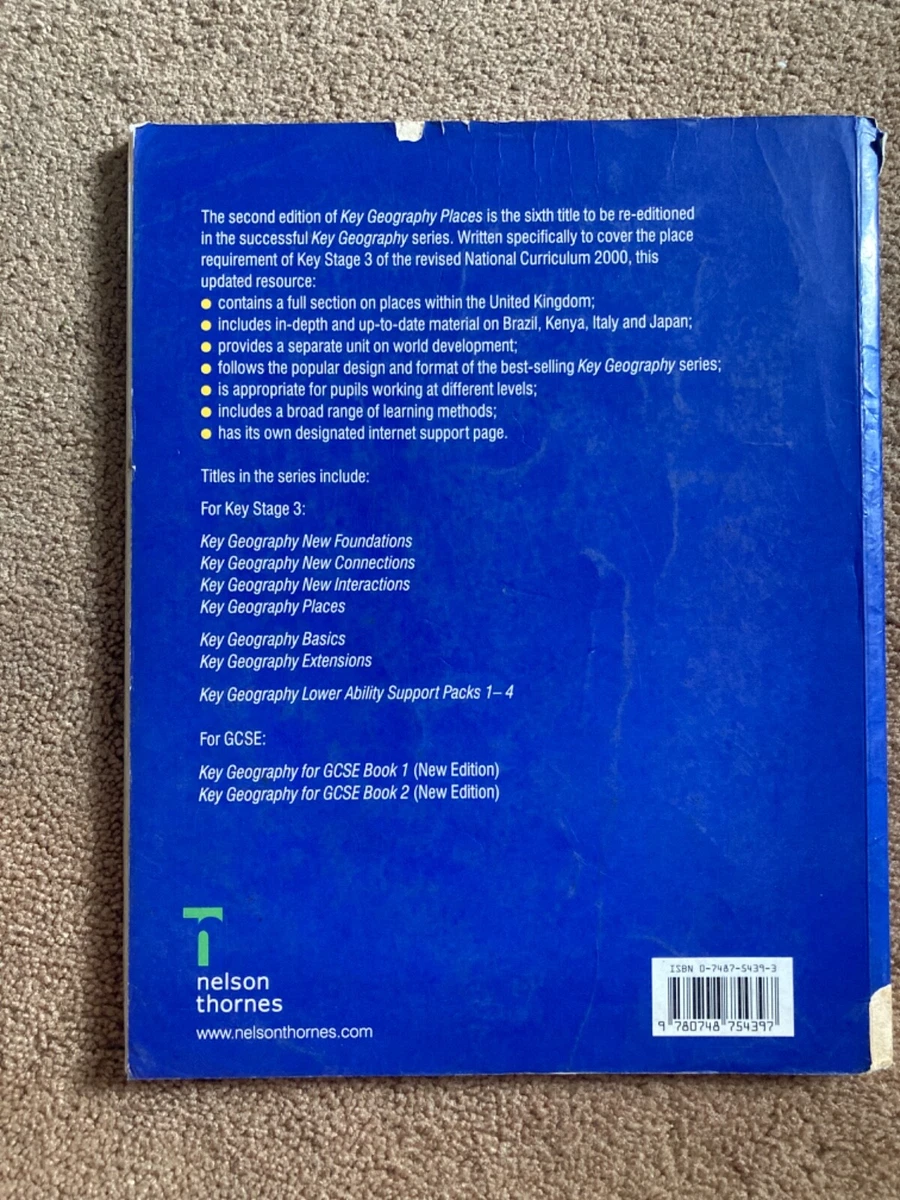 The second edition of Key Geography Places is the sixth title to be re-editioned
in the successful Key Geography series. Written specifically to cover the place
requirement of Key Stage 3 of the revised National Curriculum 2000, this
updated resource:
● contains a full section on places within the United Kingdom;
● includes in-depth and up-to-date material on Brazil, Kenya, Italy and Japan;
● provides a separate unit on world development;
● follows the popular design and format of the best-selling Key Geography series;
● is appropriate for pupils working at different levels;
● includes a broad range of learning methods;
● has its own designated internet support page.
Titles in the series include:
For Key Stage 3:
Key Geography New Foundations
Key Geography New Connections
Key Geography New Interactions
Key Geography Places
Key Geography Basics
Key Geography Extensions
Key Geography Lower Ability Support Packs 1– 4
For GCSE:
Key Geography for GCSE Book 1 (New Edition)
Key Geography for GCSE Book 2 (New Edition)
nelson
thornes
www.nelsonthornes.com
ISBN 0-7487-5439-3
9 780748 754397